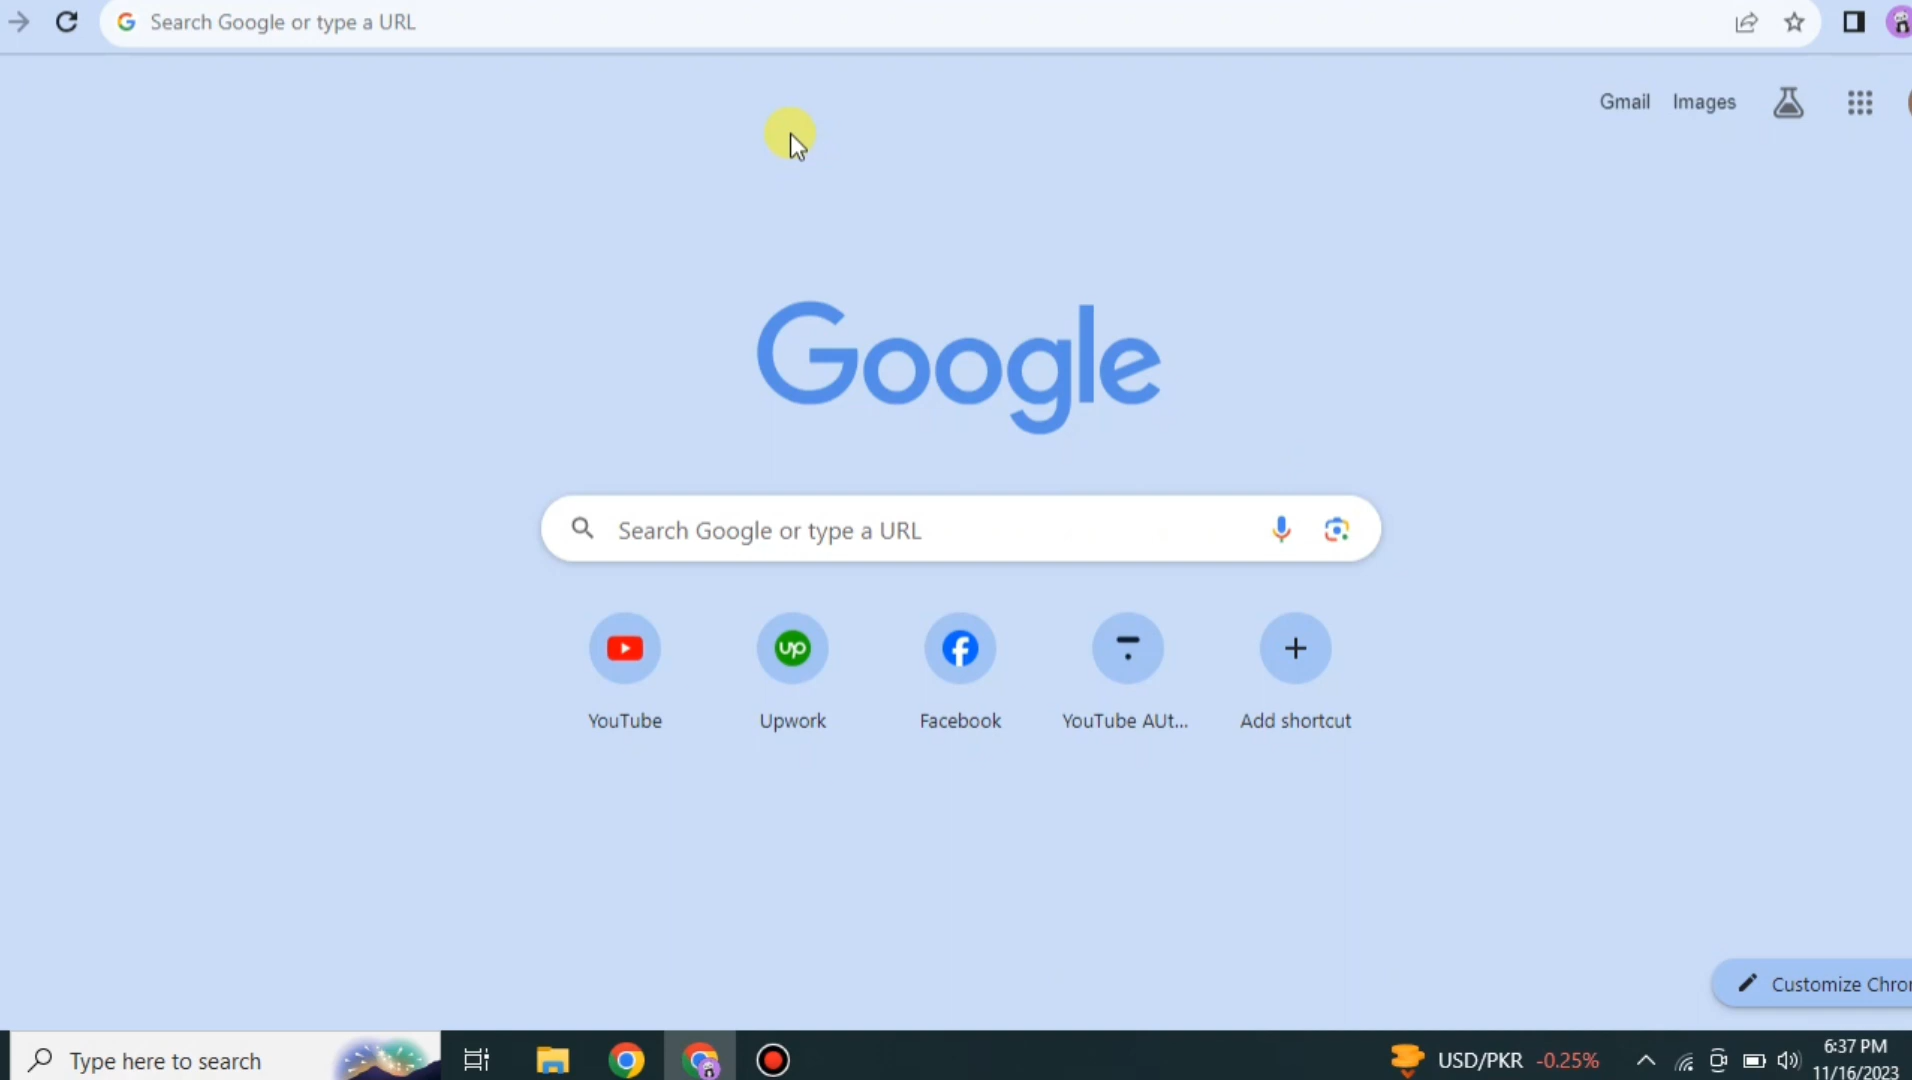 Search Google or type a URL
Gmail Images
Google
Search Google or type a URL
up
YouTube Upwork Facebook YouTube AUt... Add shortcut
Customize Chro
Type here to search
USD/PKR -0.25%
6:37 PM
11/16/2023